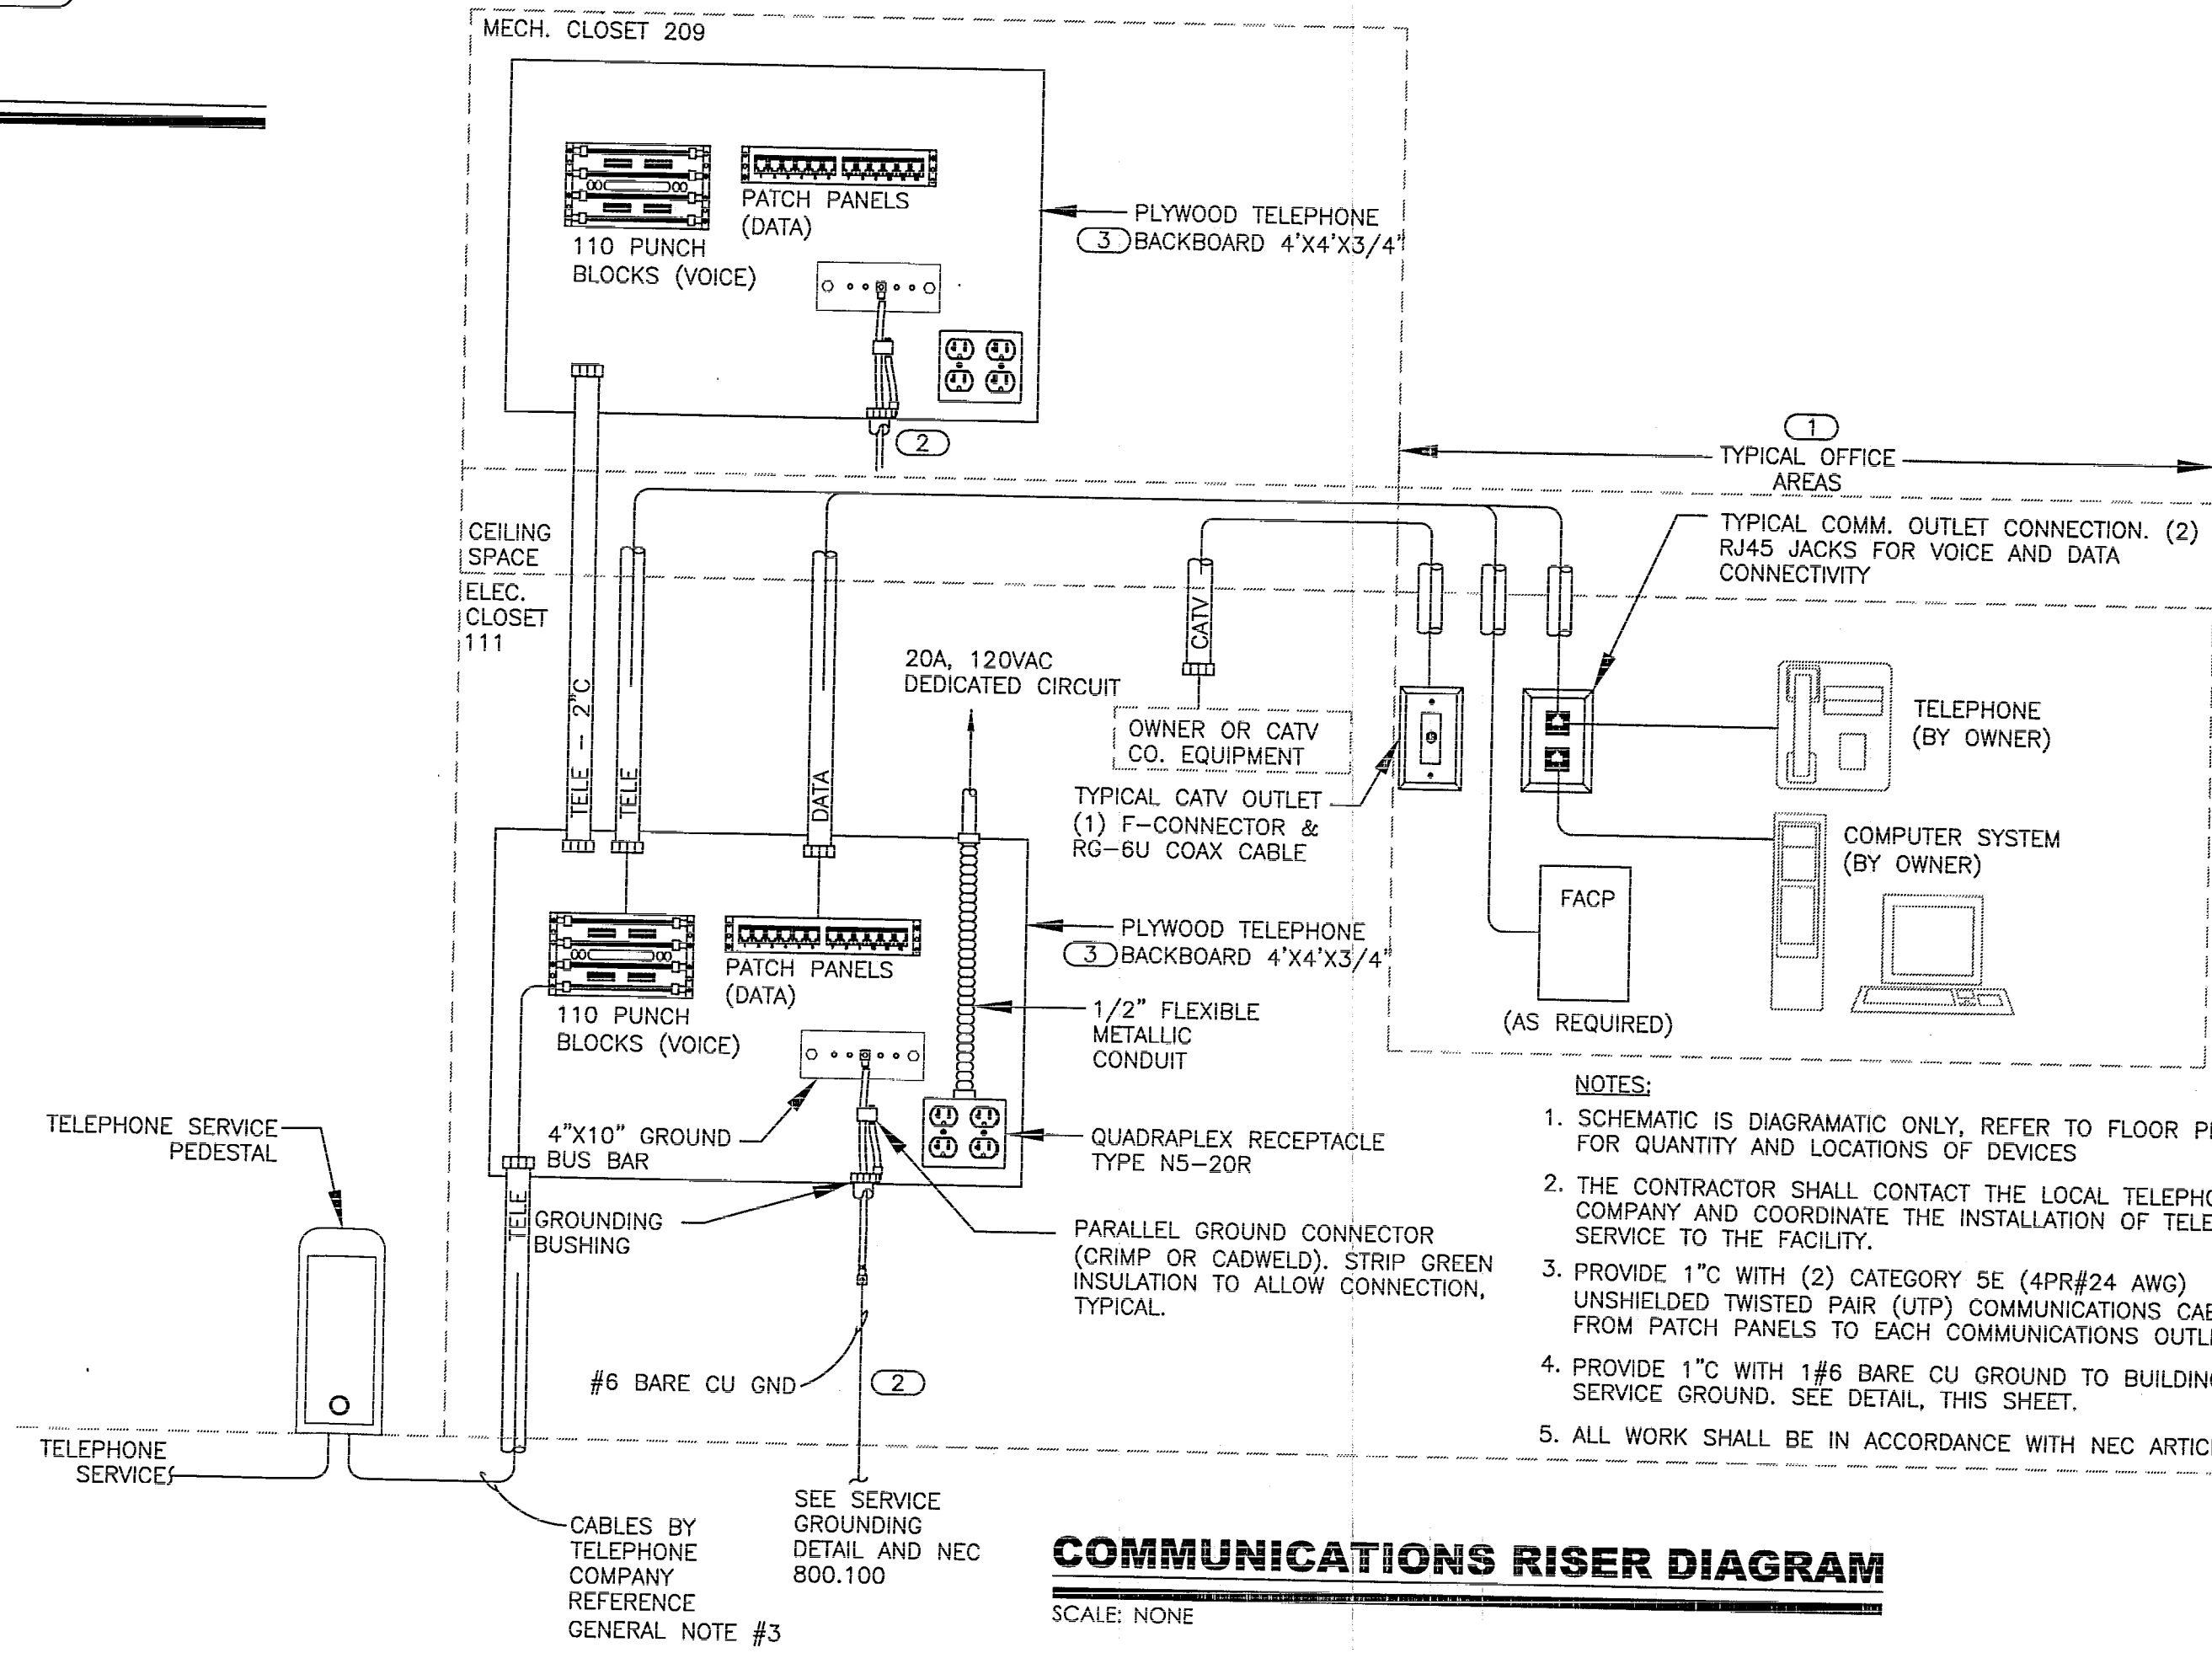 MECH. CLOSET 209
110 PUNCH
BLOCKS (VOICE)
PATCH PANELS
(DATA)
PLYWOOD TELEPHONE
3 BACKBOARD 4'X4'X3/4"
2
1
TYPICAL OFFICE
AREAS
CEILING
SPACE
ELEC.
CLOSET
111
TYPICAL COMM. OUTLET CONNECTION. (2)
RJ45 JACKS FOR VOICE AND DATA
CONNECTIVITY
TELE - 2"C
TELE
DATA
CATV
20A, 120VAC
DEDICATED CIRCUIT
OWNER OR CATV
CO. EQUIPMENT
TYPICAL CATV OUTLET
(1) F-CONNECTOR &
RG-6U COAX CABLE
TELEPHONE
(BY OWNER)
COMPUTER SYSTEM
(BY OWNER)
FACP
(AS REQUIRED)
110 PUNCH
BLOCKS (VOICE)
PATCH PANELS
(DATA)
PLYWOOD TELEPHONE
3 BACKBOARD 4'X4'X3/4"
1/2" FLEXIBLE
METALLIC
CONDUIT
4"X10" GROUND
BUS BAR
QUADRAPLEX RECEPTACLE
TYPE N5-20R
TELEPHONE SERVICE
PEDESTAL
TELE
GROUNDING
BUSHING
PARALLEL GROUND CONNECTOR
(CRIMP OR CADWELD). STRIP GREEN
INSULATION TO ALLOW CONNECTION,
TYPICAL.
#6 BARE CU GND
2
TELEPHONE
SERVICE
CABLES BY
TELEPHONE
COMPANY
REFERENCE
GENERAL NOTE #3
SEE SERVICE
GROUNDING
DETAIL AND NEC
800.100
NOTES:
1. SCHEMATIC IS DIAGRAMATIC ONLY, REFER TO FLOOR
FOR QUANTITY AND LOCATIONS OF DEVICES
2. THE CONTRACTOR SHALL CONTACT THE LOCAL
COMPANY AND COORDINATE THE INSTALLATION OF
SERVICE TO THE FACILITY.
3. PROVIDE 1"C WITH (2) CATEGORY 5E (4PR#24 AWG)
UNSHIELDED TWISTED PAIR (UTP) COMMUNICATIONS
FROM PATCH PANELS TO EACH COMMUNICATIONS
4. PROVIDE 1"C WITH 1#6 BARE CU GROUND TO
SERVICE GROUND. SEE DETAIL, THIS SHEET.
5. ALL WORK SHALL BE IN ACCORDANCE WITH NEC
COMMUNICATIONS RISER DIAGRAM
SCALE: NONE